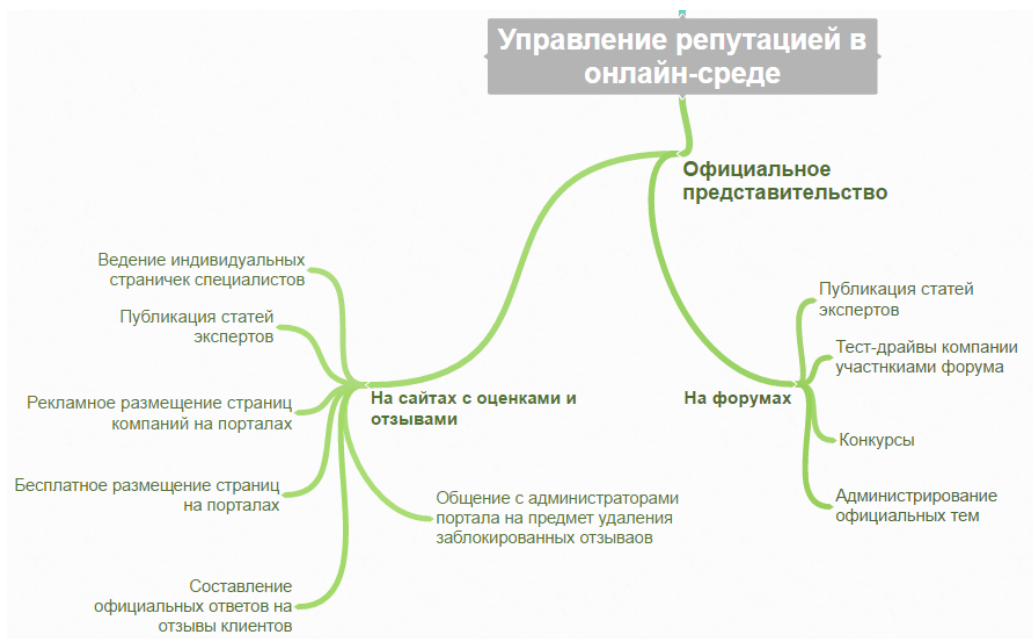 Управление репутацией в
онлайн-среде
Официальное
представительство
Ведение индивидуальных
страничек специалистов
Публикация статей
экспертов
Рекламное размещение страниц
компаний на порталах
Бесплатное размещение страниц
на порталах
Составление
официальных ответов на
отзывы клиентов
На сайтах с оценками и
отзывами
Общение с администраторами
портала на предмет удаления
заблокированных отзываов
На форумах
Публикация статей
экспертов
Тест-драйвы компании
участнкиами форума
Конкурсы
Администрирование
официальных тем